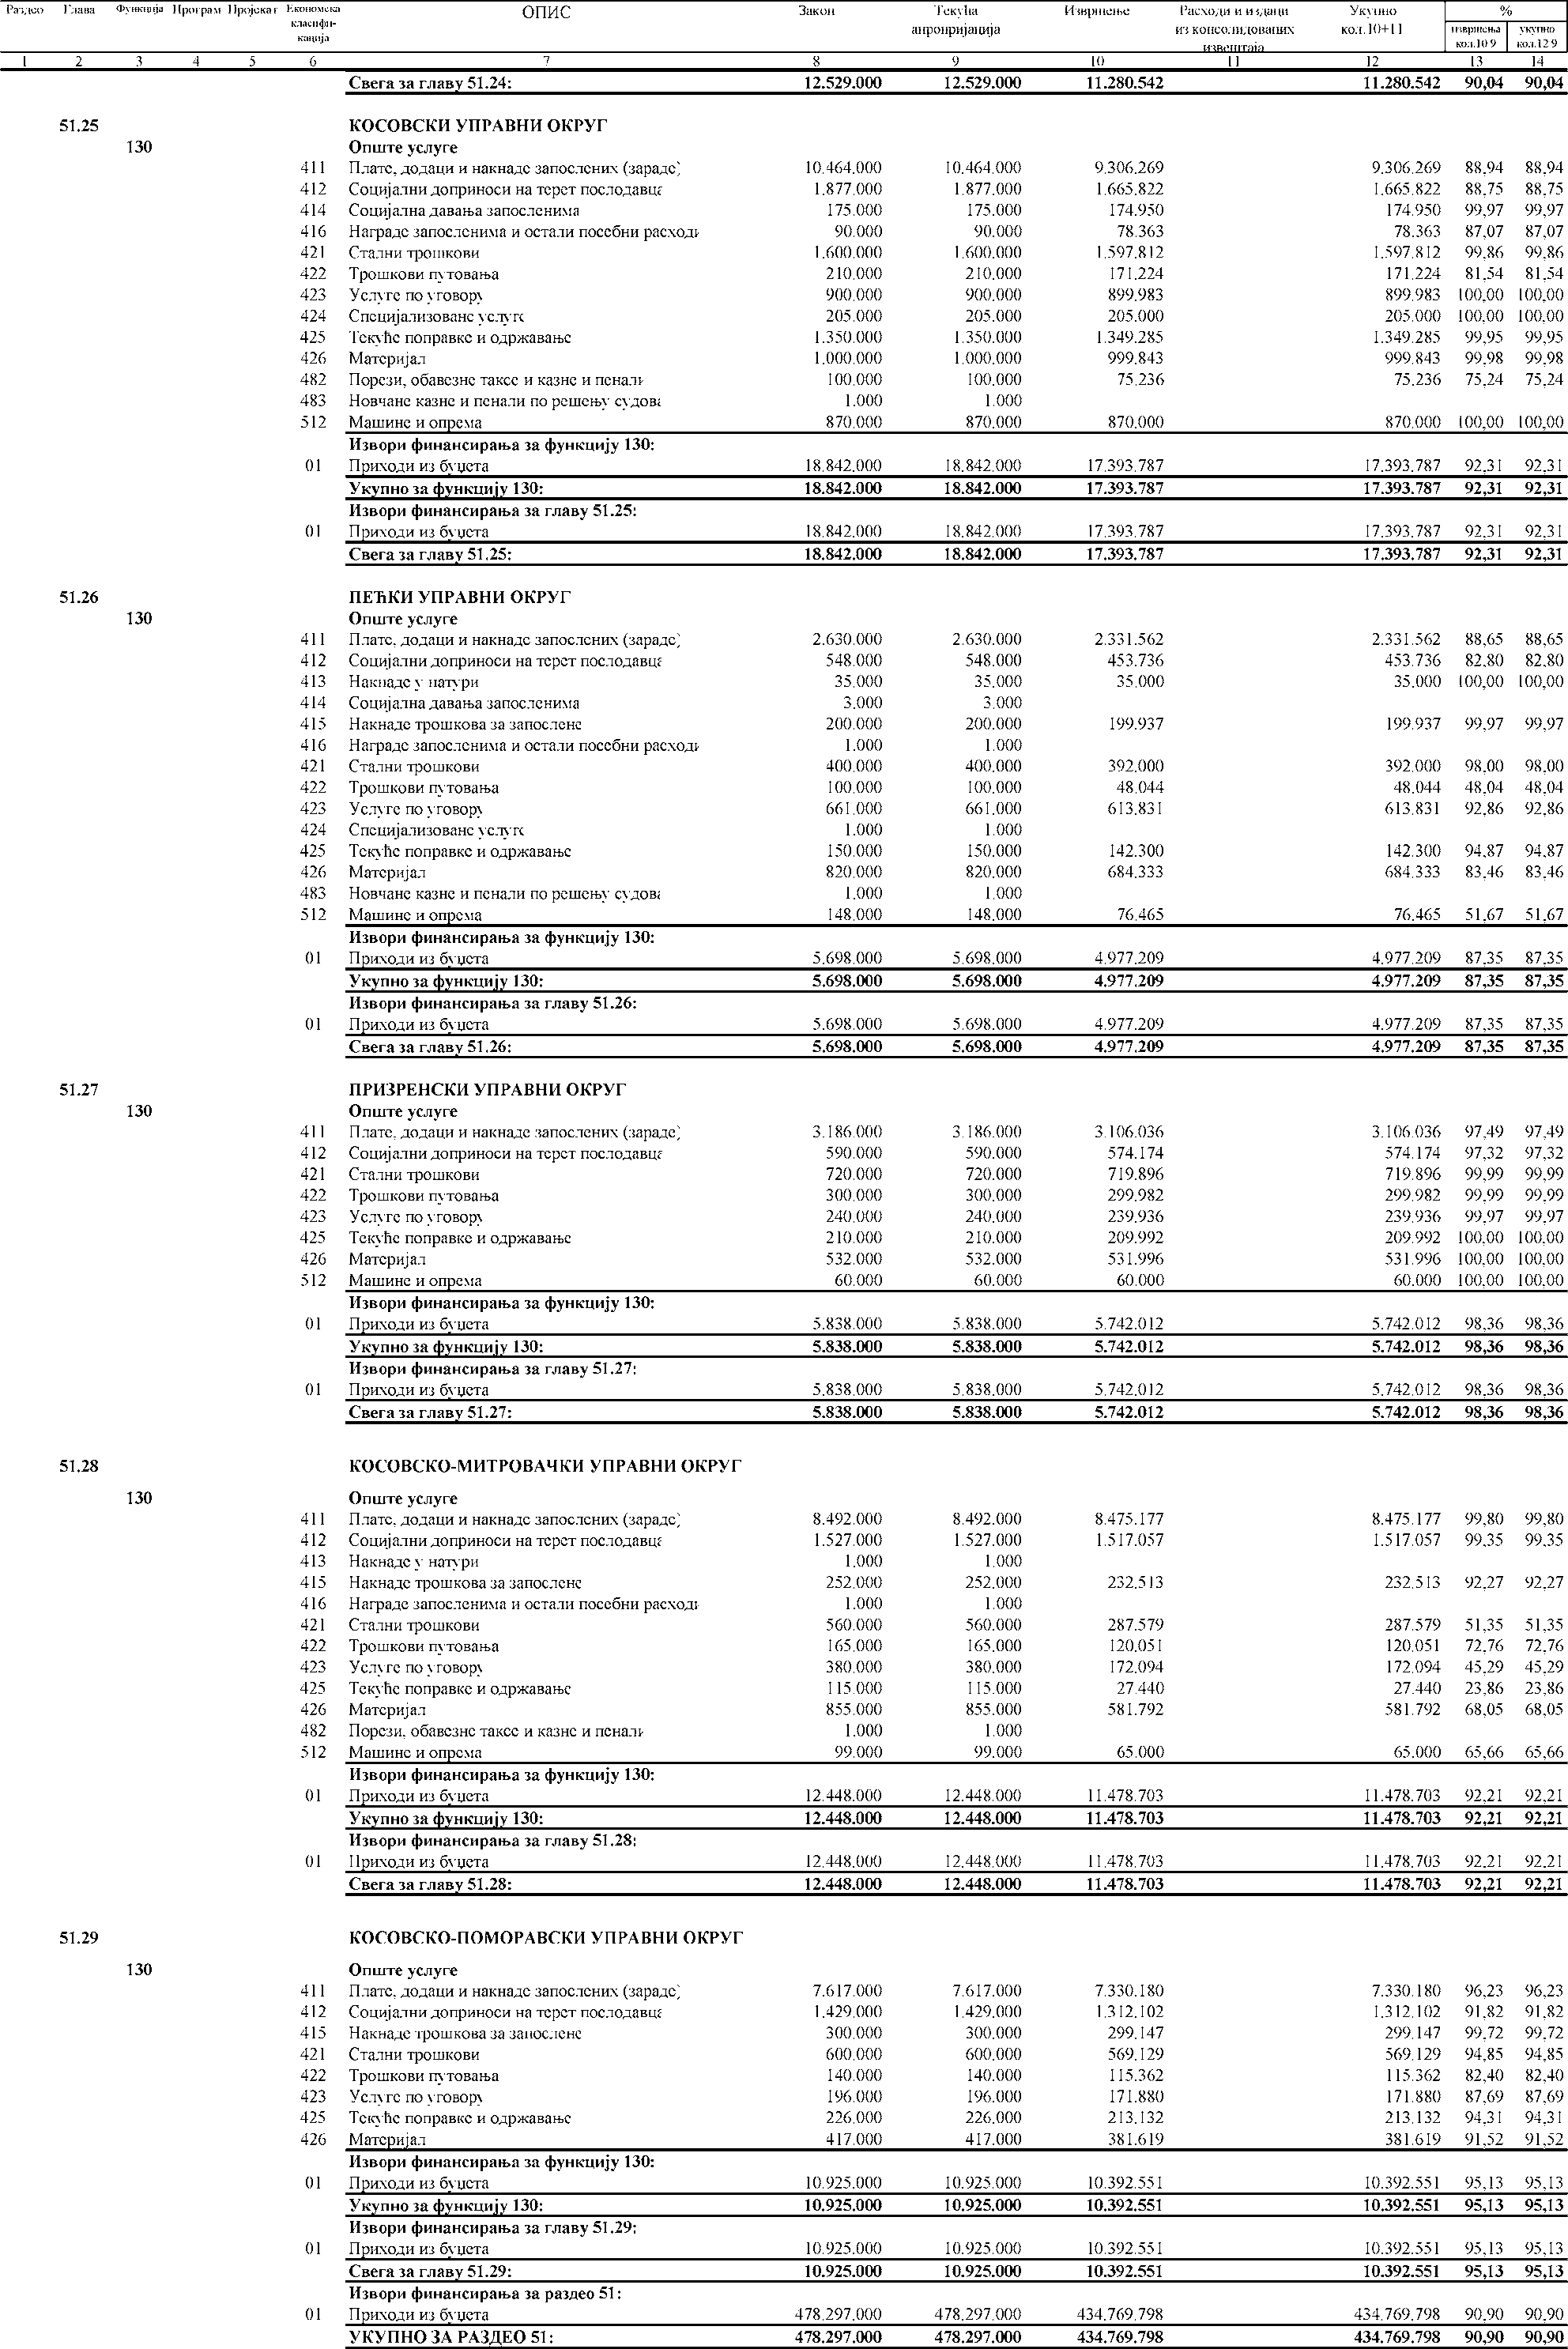 Раздео Глава Функција Програм Пројекат Економска класифи-кација ОПИС Закон Текућа апропријација Извршење Расходи и издаци из консолидованих извештаја Укупно кол.10+11 % извршења кол.10/9 укупно кол.12/9
1 2 3 4 5 6 7 8 9 10 11 12 13 14
Свега за главу 51.24: 12.529.000 12.529.000 11.280.542 11.280.542 90,04 90,04
51.25 КОСОВСКИ УПРАВНИ ОКРУГ
130 Опште услуге
411 Плате, додаци и накнаде запослених (зараде) 10.464.000 10.464.000 9.306.269 9.306.269 88,94 88,94
412 Социјални доприноси на терет послодавца 1.877.000 1.877.000 1.665.822 1.665.822 88,75 88,75
414 Социјална давања запосленима 175.000 175.000 174.950 174.950 99,97 99,97
416 Награде запосленима и остали посебни расходи 90.000 90.000 78.363 78.363 87,07 87,07
421 Стални трошкови 1.600.000 1.600.000 1.597.812 1.597.812 99,86 99,86
422 Трошкови путовања 210.000 210.000 171.224 171.224 81,54 81,54
423 Услуге по уговору 900.000 900.000 899.983 899.983 100,00 100,00
424 Специјализоване услуге 205.000 205.000 205.000 205.000 100,00 100,00
425 Текуће поправке и одржавање 1.350.000 1.350.000 1.349.285 1.349.285 99,95 99,95
426 Материјал 1.000.000 1.000.000 999.843 999.843 99,98 99,98
482 Порези, обавезне таксе и казне и пенали 100.000 100.000 75.236 75.236 75,24 75,24
483 Новчане казне и пенали по решењу судова 1.000 1.000
512 Машине и опрема 870.000 870.000 870.000 870.000 100,00 100,00
Извори финансирања за функцију 130:
01 Приходи из буџета 18.842.000 18.842.000 17.393.787 17.393.787 92,31 92,31
Укупно за функцију 130: 18.842.000 18.842.000 17.393.787 17.393.787 92,31 92,31
Извори финансирања за главу 51.25:
01 Приходи из буџета 18.842.000 18.842.000 17.393.787 17.393.787 92,31 92,31
Свега за главу 51.25: 18.842.000 18.842.000 17.393.787 17.393.787 92,31 92,31
51.26 ПЕЋКИ УПРАВНИ ОКРУГ
130 Опште услуге
411 Плате, додаци и накнаде запослених (зараде) 2.630.000 2.630.000 2.331.562 2.331.562 88,65 88,65
412 Социјални доприноси на терет послодавца 548.000 548.000 453.736 453.736 82,80 82,80
413 Накнаде у натури 35.000 35.000 35.000 35.000 100,00 100,00
414 Социјална давања запосленима 3.000 3.000
415 Накнаде трошкова за запослене 200.000 200.000 199.937 199.937 99,97 99,97
416 Награде запосленима и остали посебни расходи 1.000 1.000
421 Стални трошкови 400.000 400.000 392.000 392.000 98,00 98,00
422 Трошкови путовања 100.000 100.000 48.044 48.044 48,04 48,04
423 Услуге по уговору 661.000 661.000 613.831 613.831 92,86 92,86
424 Специјализоване услуге 1.000 1.000
425 Текуће поправке и одржавање 150.000 150.000 142.300 142.300 94,87 94,87
426 Материјал 820.000 820.000 684.333 684.333 83,46 83,46
483 Новчане казне и пенали по решењу судова 1.000 1.000
512 Машине и опрема 148.000 148.000 76.465 76.465 51,67 51,67
Извори финансирања за функцију 130:
01 Приходи из буџета 5.698.000 5.698.000 4.977.209 4.977.209 87,35 87,35
Укупно за функцију 130: 5.698.000 5.698.000 4.977.209 4.977.209 87,35 87,35
Извори финансирања за главу 51.26:
01 Приходи из буџета 5.698.000 5.698.000 4.977.209 4.977.209 87,35 87,35
Свега за главу 51.26: 5.698.000 5.698.000 4.977.209 4.977.209 87,35 87,35
51.27 ПРИЗРЕНСКИ УПРАВНИ ОКРУГ
130 Опште услуге
411 Плате, додаци и накнаде запослених (зараде) 3.186.000 3.186.000 3.106.036 3.106.036 97,49 97,49
412 Социјални доприноси на терет послодавца 590.000 590.000 574.174 574.174 97,32 97,32
421 Стални трошкови 720.000 720.000 719.896 719.896 99,99 99,99
422 Трошкови путовања 300.000 300.000 299.982 299.982 99,99 99,99
423 Услуге по уговору 240.000 240.000 239.936 239.936 99,97 99,97
425 Текуће поправке и одржавање 210.000 210.000 209.992 209.992 100,00 100,00
426 Материјал 532.000 532.000 531.996 531.996 100,00 100,00
512 Машине и опрема 60.000 60.000 60.000 60.000 100,00 100,00
Извори финансирања за функцију 130:
01 Приходи из буџета 5.838.000 5.838.000 5.742.012 5.742.012 98,36 98,36
Укупно за функцију 130: 5.838.000 5.838.000 5.742.012 5.742.012 98,36 98,36
Извори финансирања за главу 51.27:
01 Приходи из буџета 5.838.000 5.838.000 5.742.012 5.742.012 98,36 98,36
Свега за главу 51.27: 5.838.000 5.838.000 5.742.012 5.742.012 98,36 98,36
51.28 КОСОВСКО-МИТРОВАЧКИ УПРАВНИ ОКРУГ
130 Опште услуге
411 Плате, додаци и накнаде запослених (зараде) 8.492.000 8.492.000 8.475.177 8.475.177 99,80 99,80
412 Социјални доприноси на терет послодавца 1.527.000 1.527.000 1.517.057 1.517.057 99,35 99,35
413 Накнаде у натури 1.000 1.000
415 Накнаде трошкова за запослене 252.000 252.000 232.513 232.513 92,27 92,27
416 Награде запосленима и остали посебни расходи 1.000 1.000
421 Стални трошкови 560.000 560.000 287.579 287.579 51,35 51,35
422 Трошкови путовања 165.000 165.000 120.051 120.051 72,76 72,76
423 Услуге по уговору 380.000 380.000 172.094 172.094 45,29 45,29
425 Текуће поправке и одржавање 115.000 115.000 27.440 27.440 23,86 23,86
426 Материјал 855.000 855.000 581.792 581.792 68,05 68,05
482 Порези, обавезне таксе и казне и пенали 1.000 1.000
512 Машине и опрема 99.000 99.000 65.000 65.000 65,66 65,66
Извори финансирања за функцију 130:
01 Приходи из буџета 12.448.000 12.448.000 11.478.703 11.478.703 92,21 92,21
Укупно за функцију 130: 12.448.000 12.448.000 11.478.703 11.478.703 92,21 92,21
Извори финансирања за главу 51.28:
01 Приходи из буџета 12.448.000 12.448.000 11.478.703 11.478.703 92,21 92,21
Свега за главу 51.28: 12.448.000 12.448.000 11.478.703 11.478.703 92,21 92,21
51.29 КОСОВСКО-ПОМОРАВСКИ УПРАВНИ ОКРУГ
130 Опште услуге
411 Плате, додаци и накнаде запослених (зараде) 7.617.000 7.617.000 7.330.180 7.330.180 96,23 96,23
412 Социјални доприноси на терет послодавца 1.429.000 1.429.000 1.312.102 1.312.102 91,82 91,82
415 Накнаде трошкова за запослене 300.000 300.000 299.147 299.147 99,72 99,72
421 Стални трошкови 600.000 600.000 569.129 569.129 94,85 94,85
422 Трошкови путовања 140.000 140.000 115.362 115.362 82,40 82,40
423 Услуге по уговору 196.000 196.000 171.880 171.880 87,69 87,69
425 Текуће поправке и одржавање 226.000 226.000 213.132 213.132 94,31 94,31
426 Материјал 417.000 417.000 381.619 381.619 91,52 91,52
Извори финансирања за функцију 130:
01 Приходи из буџета 10.925.000 10.925.000 10.392.551 10.392.551 95,13 95,13
Укупно за функцију 130: 10.925.000 10.925.000 10.392.551 10.392.551 95,13 95,13
Извори финансирања за главу 51.29:
01 Приходи из буџета 10.925.000 10.925.000 10.392.551 10.392.551 95,13 95,13
Свега за главу 51.29: 10.925.000 10.925.000 10.392.551 10.392.551 95,13 95,13
Извори финансирања за раздео 51:
01 Приходи из буџета 478.297.000 478.297.000 434.769.798 434.769.798 90,90 90,90
УКУПНО ЗА РАЗДЕО 51: 478.297.000 478.297.000 434.769.798 434.769.798 90,90 90,90